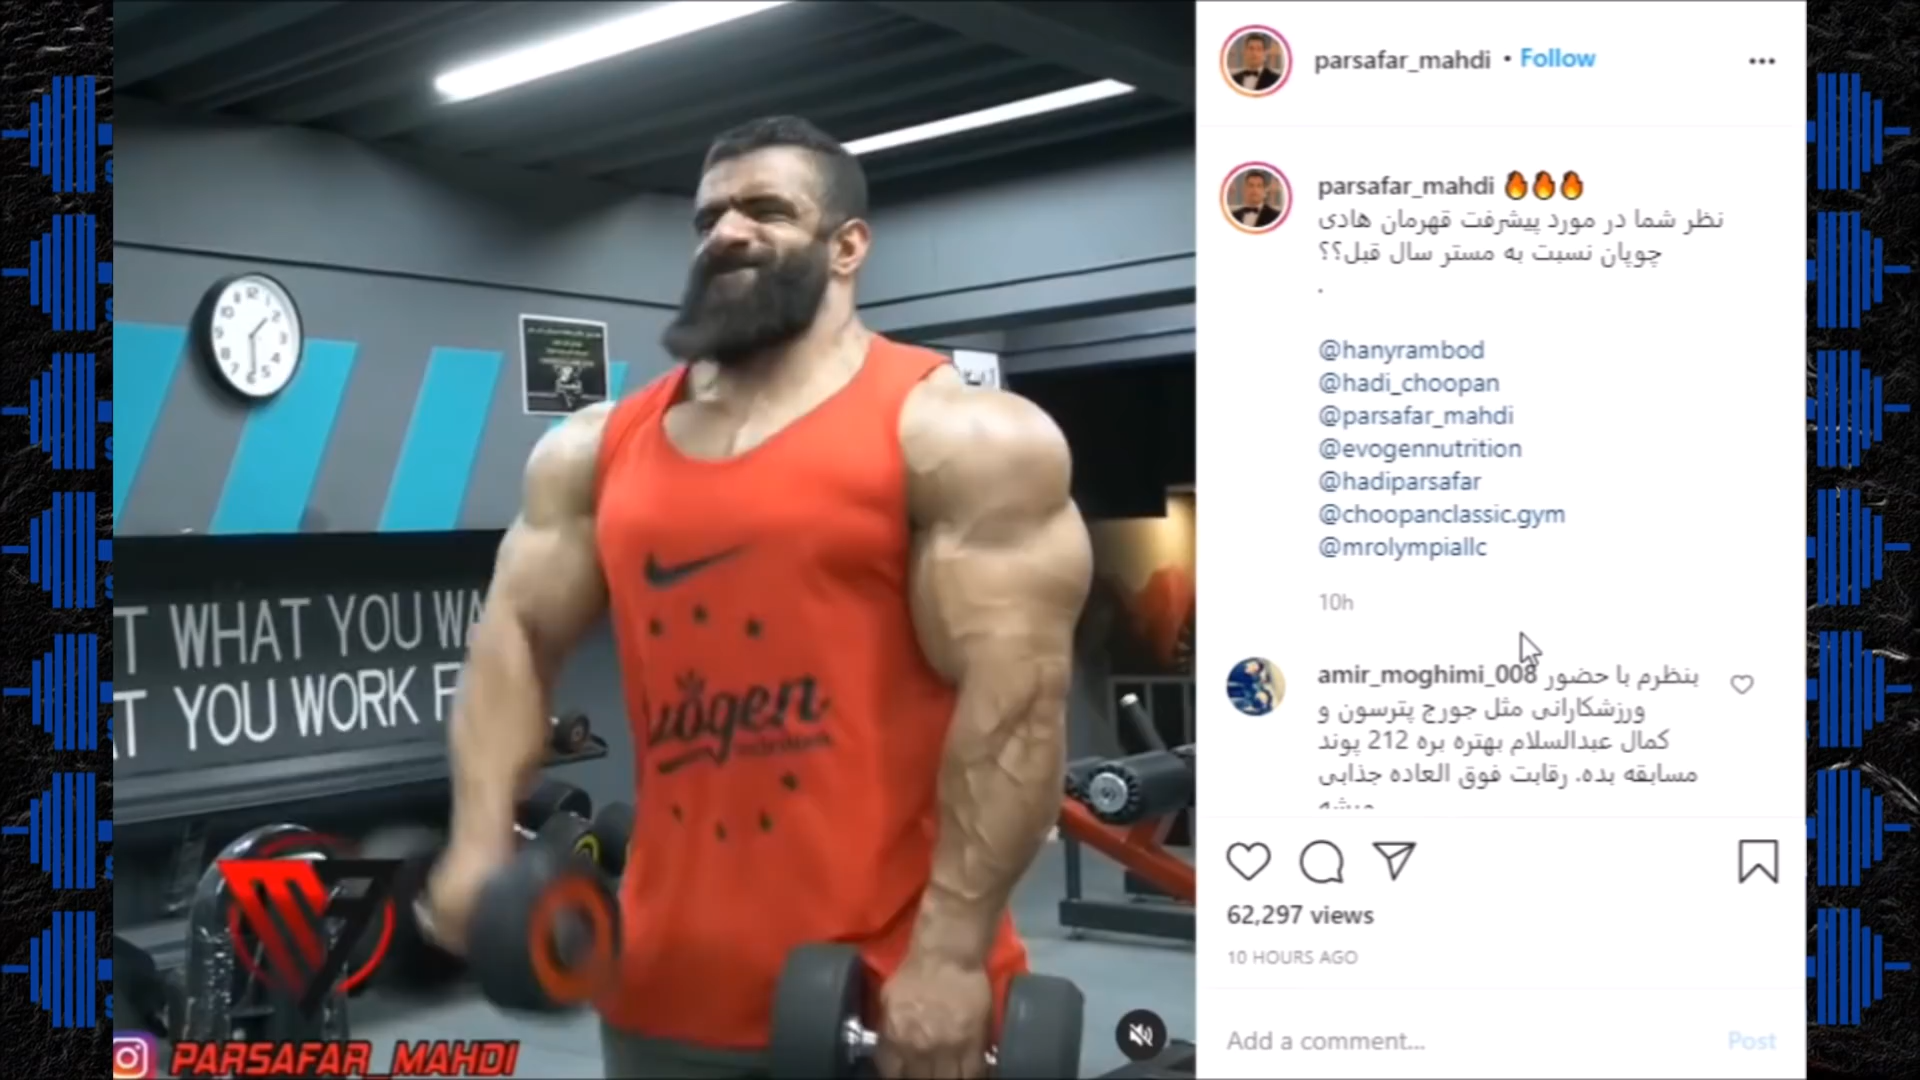 T WHAT YOU WA
T YOU WORK F
12
PARSAFAR_MAHDI
parsafar_mahdi • Follow
parsafar_mahdi 🔥🔥🔥
نظر شما در مورد پیشرفت قهرمان هادی
چوپان نسبت به مستر سال قبل؟؟
.
@hanyrambod
@hadi_choopan
@parsafar_mahdi
@evogennutrition
@hadiparsafar
@choopanclassic.gym
@mrolympiallc
10h
amir_moghimi_008 بنظرم با حضور
ورزشکارانی مثل جورج پترسون و
کمال عبدالسلام بهتره بره 212 پوند
مسابقه بده. رقابت فوق العاده جذابی
62,297 views
10 HOURS AGO
Add a comment...
Post